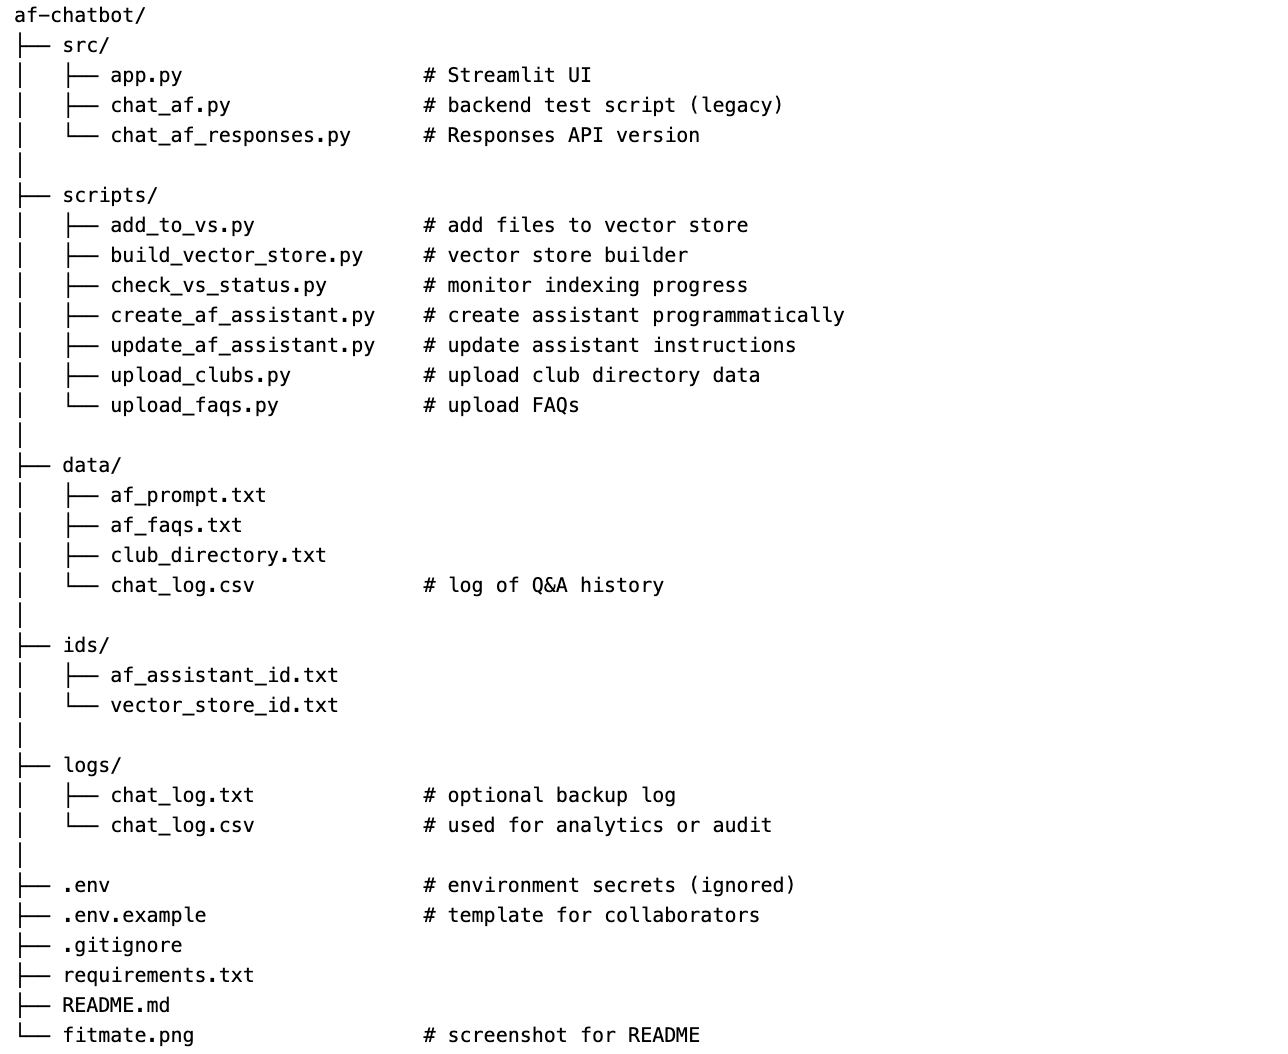 af-chatbot/
├── src/
│   ├── app.py                    # Streamlit UI
│   ├── chat_af.py                # backend test script (legacy)
│   └── chat_af_responses.py      # Responses API version
│
├── scripts/
│   ├── add_to_vs.py              # add files to vector store
│   ├── build_vector_store.py     # vector store builder
│   ├── check_vs_status.py        # monitor indexing progress
│   ├── create_af_assistant.py    # create assistant programmatically
│   ├── update_af_assistant.py    # update assistant instructions
│   ├── upload_clubs.py           # upload club directory data
│   └── upload_faqs.py            # upload FAQs
│
├── data/
│   ├── af_prompt.txt
│   ├── af_faqs.txt
│   ├── club_directory.txt
│   └── chat_log.csv              # log of Q&A history
│
├── ids/
│   ├── af_assistant_id.txt
│   └── vector_store_id.txt
│
├── logs/
│   ├── chat_log.txt              # optional backup log
│   └── chat_log.csv              # used for analytics or audit
│
├── .env                          # environment secrets (ignored)
├── .env.example                  # template for collaborators
├── .gitignore
├── requirements.txt
├── README.md
└── fitmate.png                   # screenshot for README